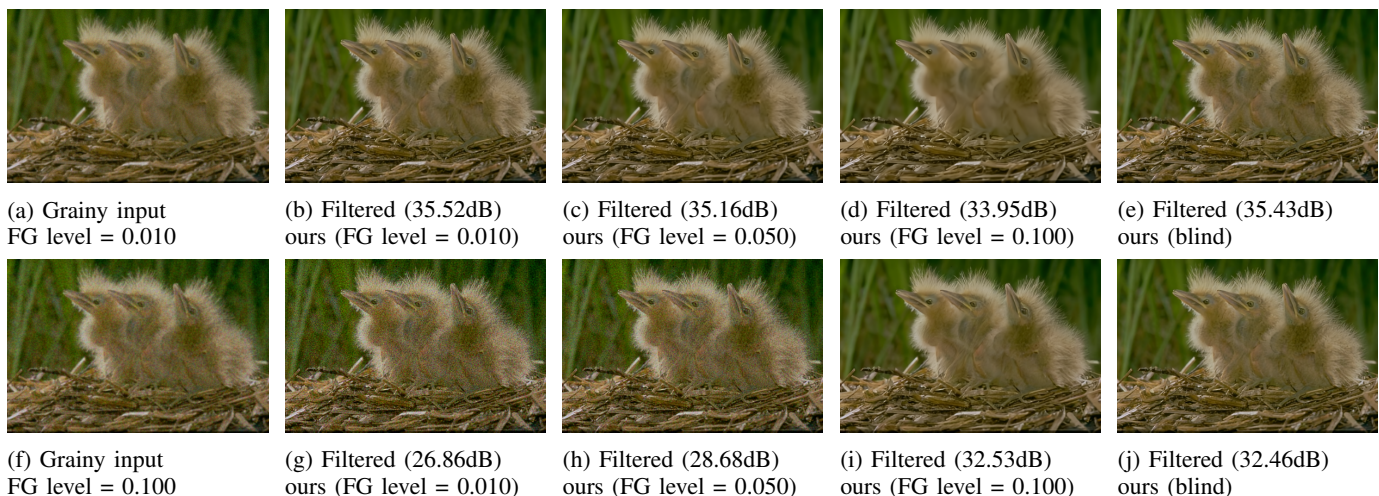 (a) Grainy input
FG level = 0.010
(b) Filtered (35.52dB)
ours (FG level = 0.010)
(c) Filtered (35.16dB)
ours (FG level = 0.050)
(d) Filtered (33.95dB)
ours (FG level = 0.100)
(e) Filtered (35.43dB)
ours (blind)
(f) Grainy input
FG level = 0.100
(g) Filtered (26.86dB)
ours (FG level = 0.010)
(h) Filtered (28.68dB)
ours (FG level = 0.050)
(i) Filtered (32.53dB)
ours (FG level = 0.100)
(j) Filtered (32.46dB)
ours (blind)